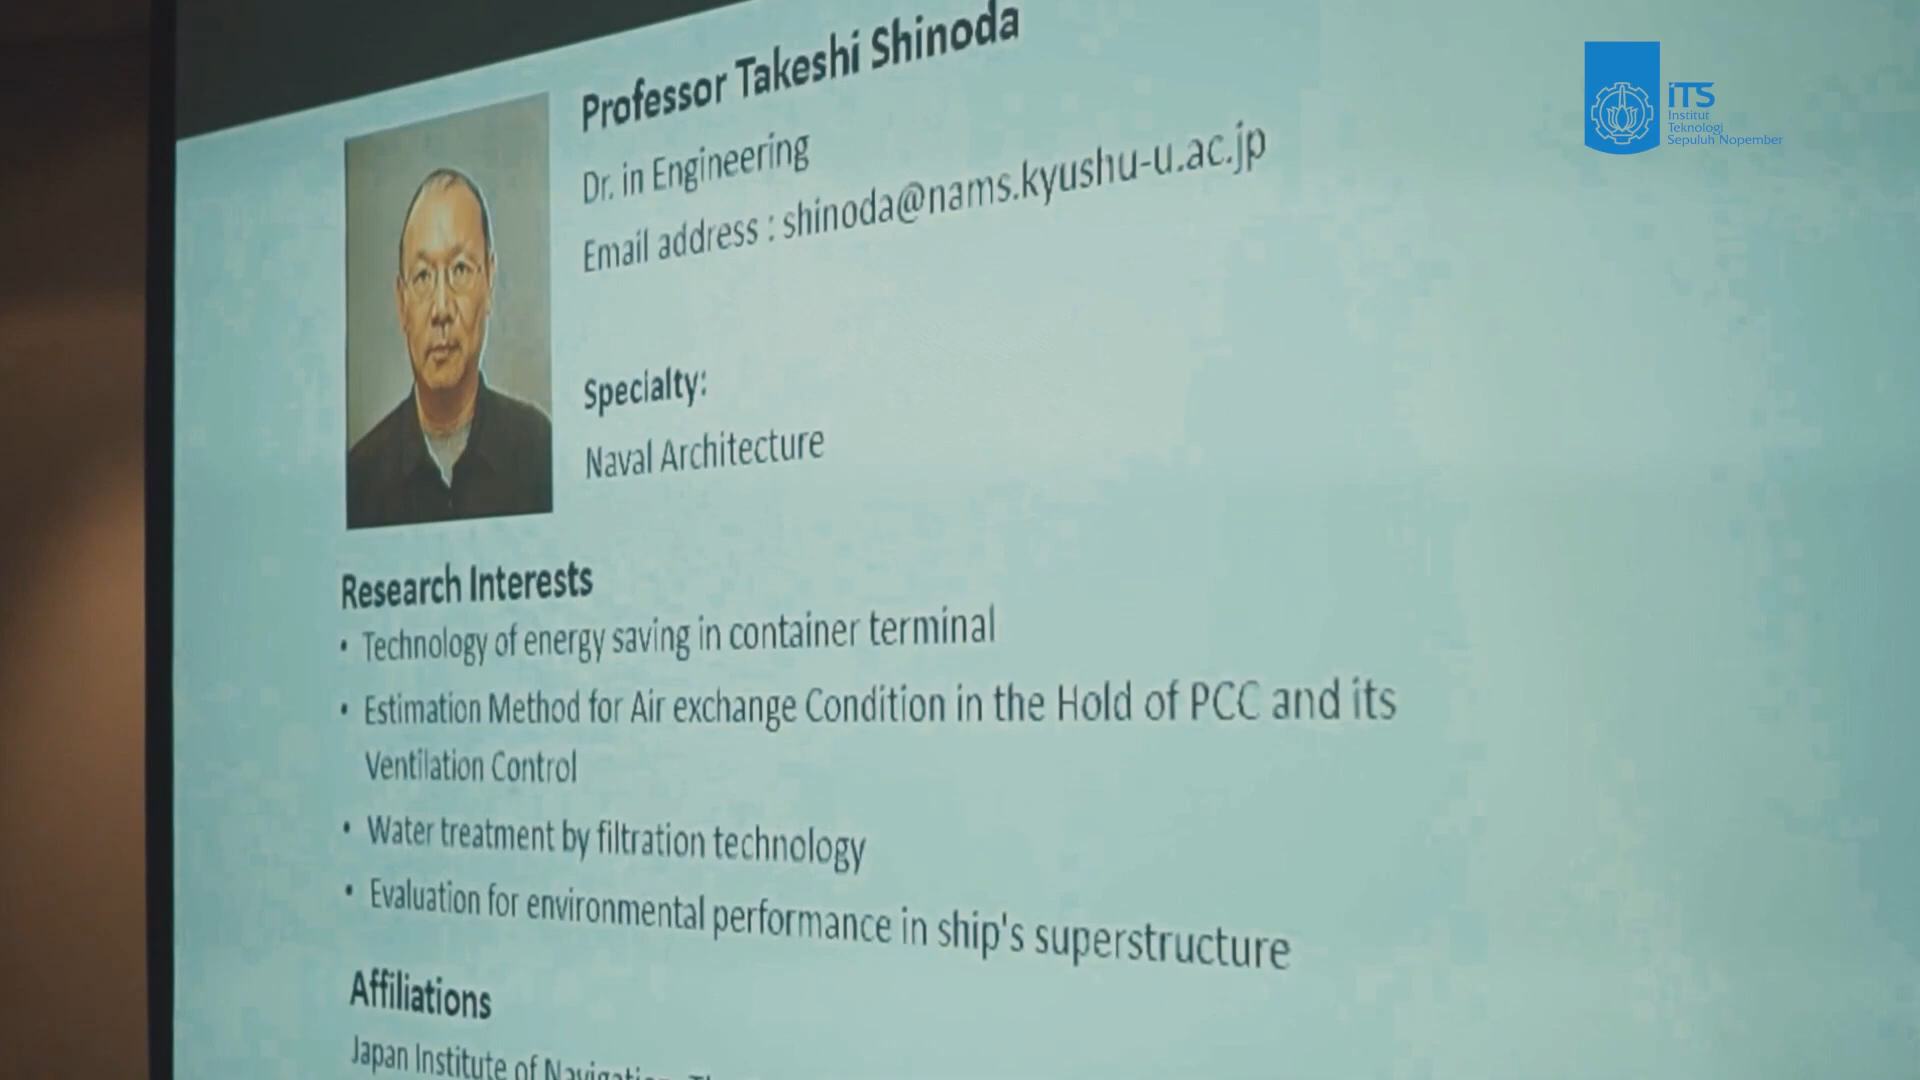 Professor Takeshi Shinoda
Dr. in Engineering
Email address : shinoda@nams.kyushu-u.ac.jp
Specialty:
Naval Architecture
Research Interests
• Technology of energy saving in container terminal
• Estimation Method for Air exchange Condition in the Hold of PCC and its
Ventilation Control
• Water treatment by filtration technology
• Evaluation for environmental performance in ship's superstructure
Affiliations
Japan Institute of Navigation,
iTS
Institut
Teknologi
Sepuluh Nopember